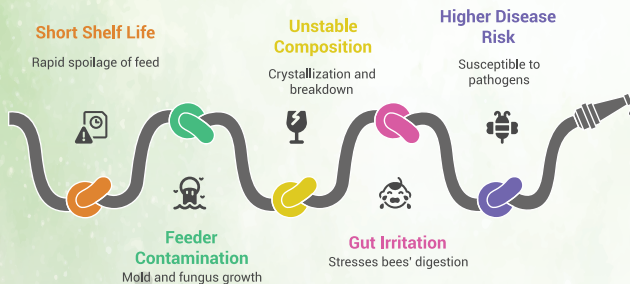 Short Shelf Life
Rapid spoilage of feed
Feeder
Contamination
Mold and fungus growth
Unstable
Composition
Crystallization and
breakdown
Gut Irritation
Stresses bees' digestion
Higher Disease
Risk
Susceptible to
pathogens